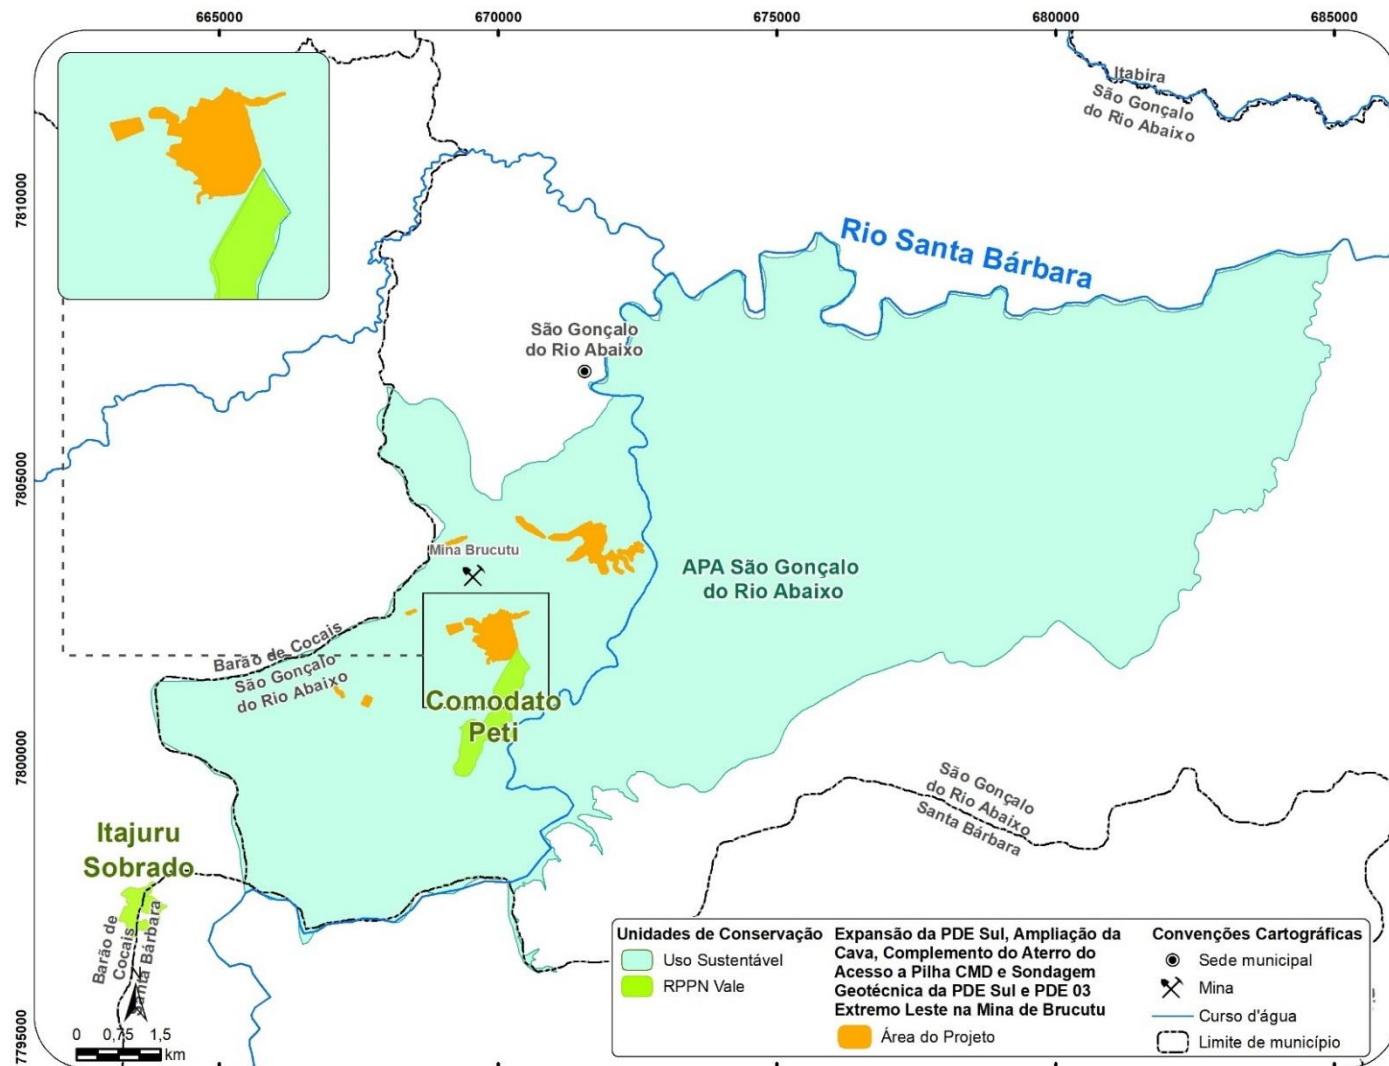 665000
670000
675000
680000
685000
7810000
7805000
7800000
7795000
Itabira
São Gonçalo
do Rio Abaixo
Rio Santa Bárbara
São Gonçalo
do Rio Abaixo
Mina Brucutu
APA São Gonçalo
do Rio Abaixo
Barão de Cocais
São Gonçalo
do Rio Abaixo
Comodato
Peti
São Gonçalo
do Rio Abaixo
Santa Bárbara
Itajuru
Sobrado
Barão de
Cocais
Santa Bárbara
N
0 0,75 1,5
km
Unidades de Conservação
Uso Sustentável
RPPN Vale
Expansão da PDE Sul, Ampliação da
Cava, Complemento do Aterro do
Acesso a Pilha CMD e Sondagem
Geotécnica da PDE Sul e PDE 03
Extremo Leste na Mina de Brucutu
Área do Projeto
Convenções Cartográficas
Sede municipal
Mina
Curso d'água
Limite de município